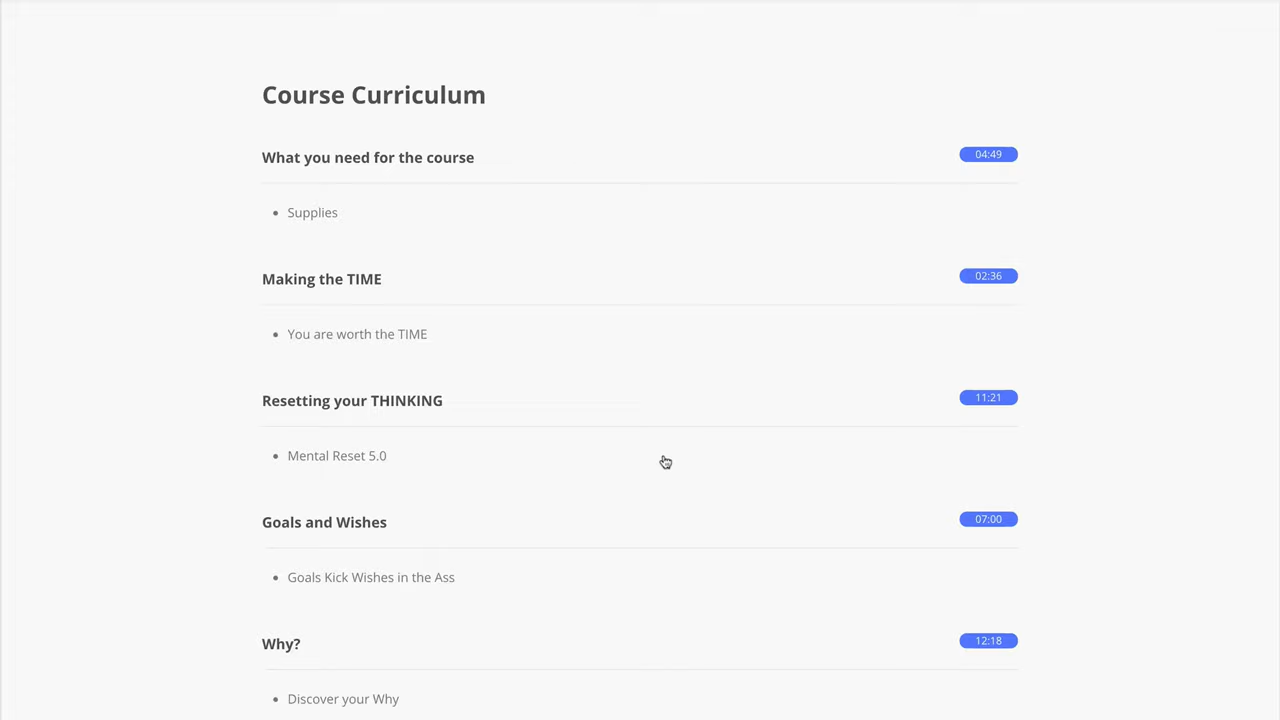 Course Curriculum
What you need for the course 04:49
Supplies
Making the TIME 02:36
You are worth the TIME
Resetting your THINKING 11:21
Mental Reset 5.0
Goals and Wishes 07:00
Goals Kick Wishes in the Ass
Why? 12:18
Discover your Why